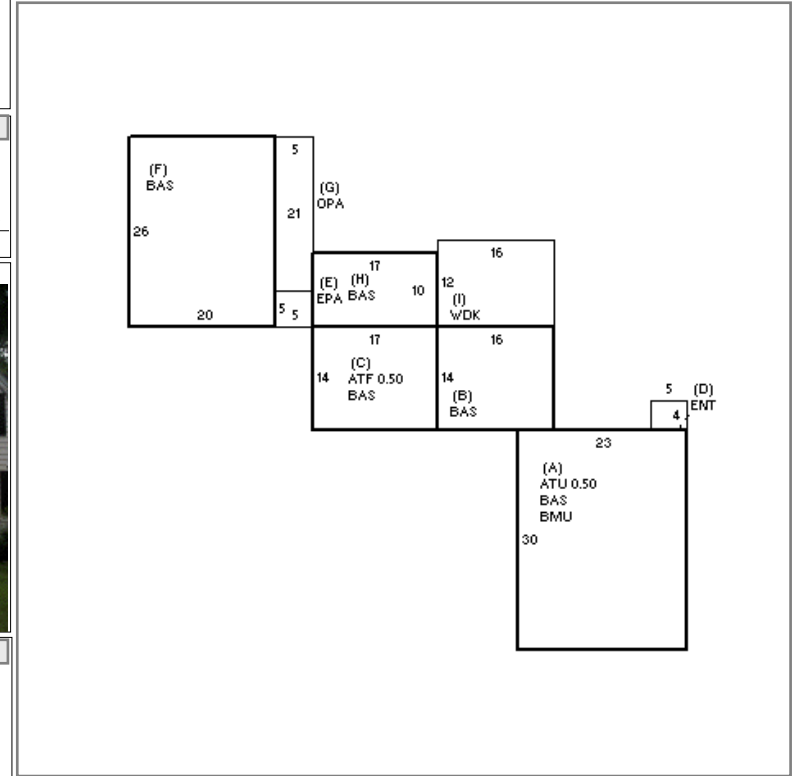 5
(F)
BAS
(G)
OPA
21
26
16
17
(E)
EPA
(H)
BAS
10
12
(I)
WDK
20
5
5
17
16
(C)
ATF 0.50
BAS
14
14
(B)
BAS
5
(D)
ENT
4
23
(A)
ATU 0.50
BAS
BMU
30